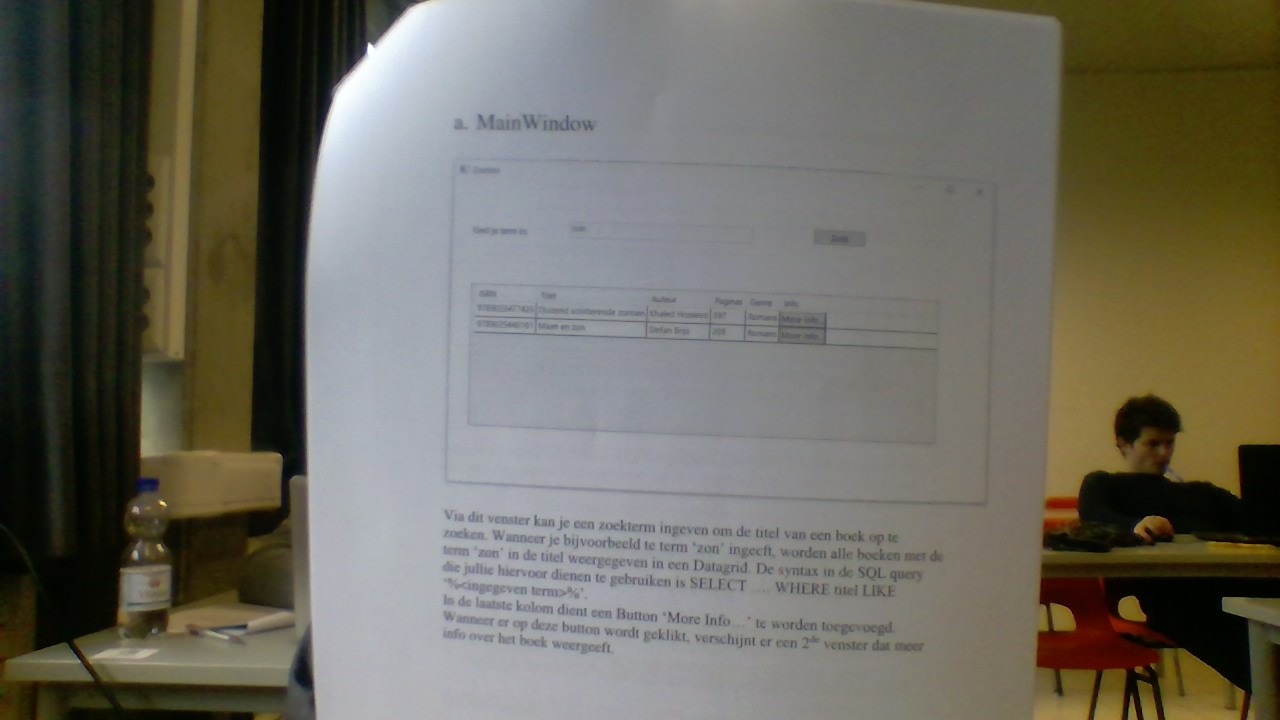 a. MainWindow
Zoeken
Geef je term in:
zon
Zoek
ISBN Titel Auteur Paginas Genre Info
Duizend schitterende zonnen Khaled Hosseini 397 Romans More Info...
Maan en zon Stefan Brijs Romans More Info...
Via dit venster kan je een zoekterm ingeven om de titel van een boek op te
zoeken. Wanneer je bijvoorbeeld te term ‘zon’ ingeeft, worden alle boeken met de
term ‘zon’ in de titel weergegeven in een Datagrid. De syntax in de SQL query
die jullie hiervoor dienen te gebruiken is SELECT .... WHERE titel LIKE
‘%<ingegeven term>%’.
In de laatste kolom dient een Button ‘More Info…’ te worden toegevoegd.
Wanneer er op deze button wordt geklikt, verschijnt er een 2de venster dat meer
info over het boek weergeeft.